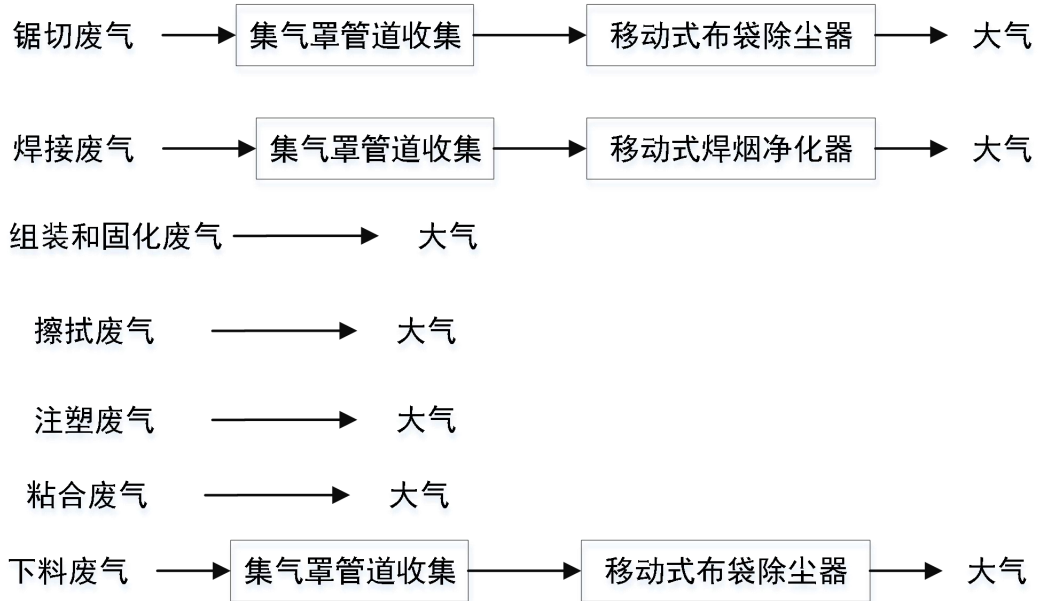 锯切废气 集气罩管道收集 移动式布袋除尘器 大气
焊接废气 集气罩管道收集 移动式焊烟净化器 大气
组装和固化废气 大气
擦拭废气 大气
注塑废气 大气
粘合废气 大气
下料废气 集气罩管道收集 移动式布袋除尘器 大气